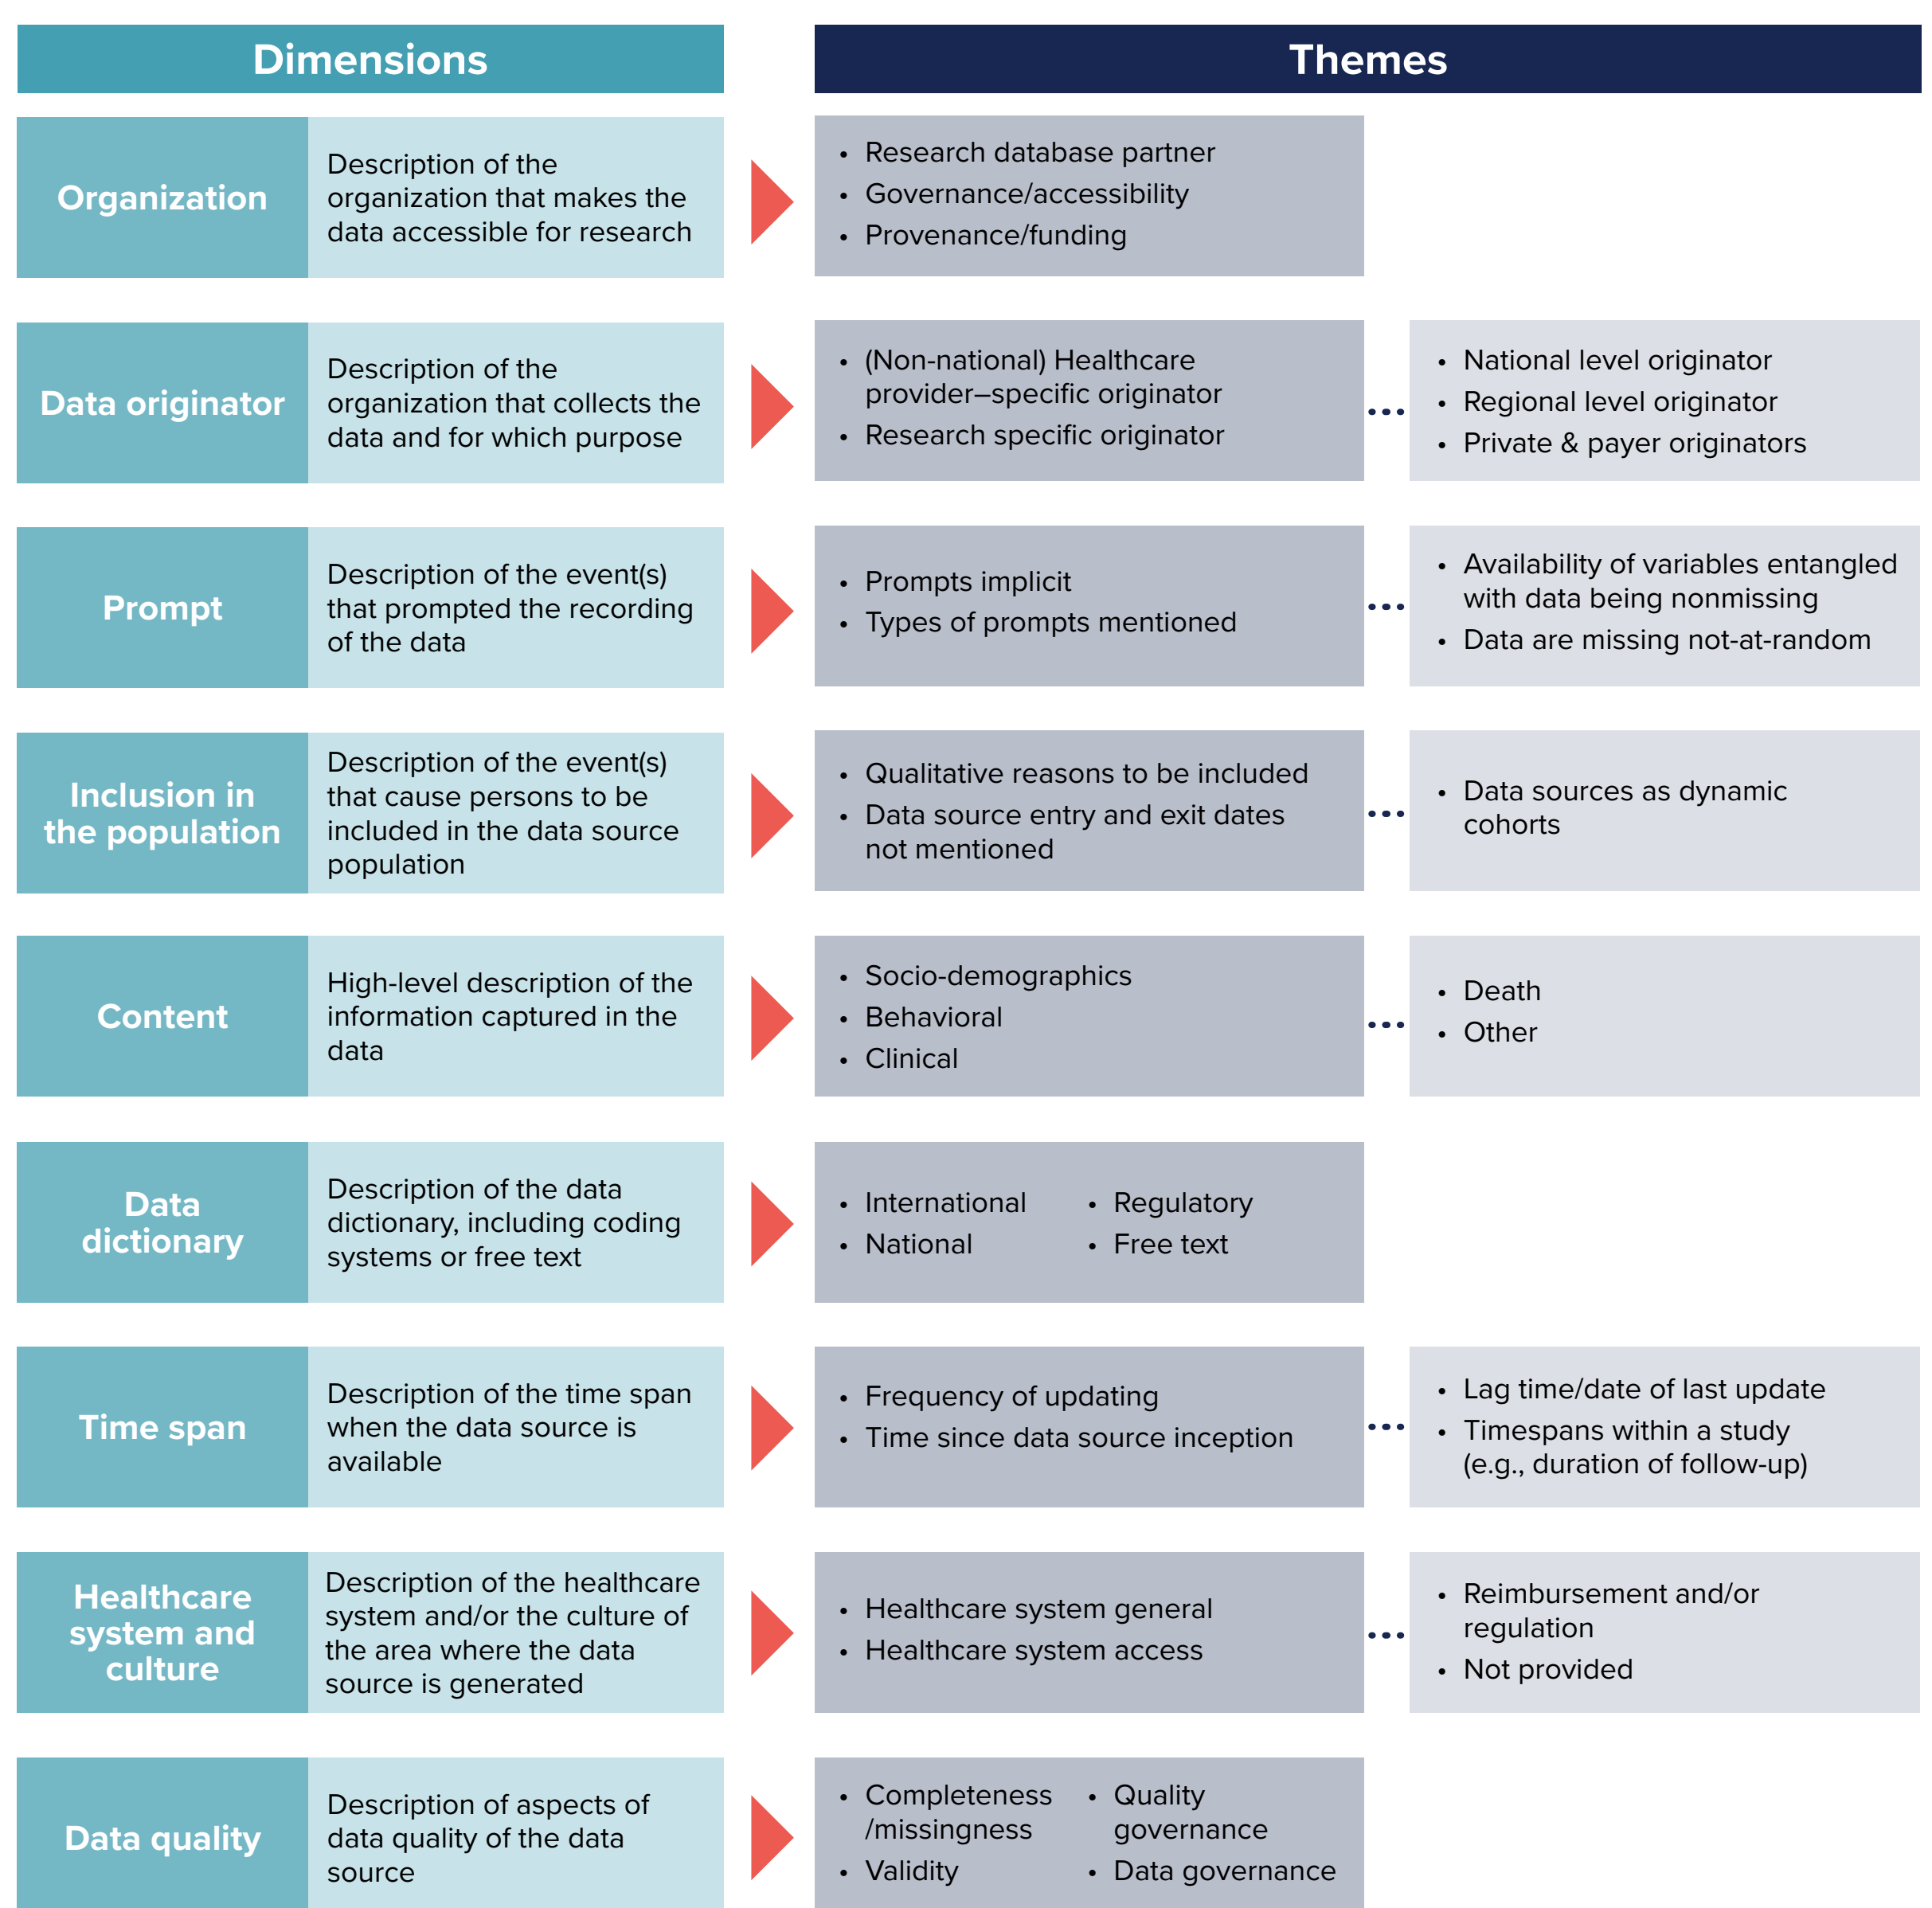 Dimensions
Themes
Organization
Description of the
organization that makes the
data accessible for research
• Research database partner
• Governance/accessibility
• Provenance/funding
Data originator
Description of the
organization that collects the
data and for which purpose
• (Non-national) Healthcare
provider–specific originator
• Research specific originator
• National level originator
• Regional level originator
• Private & payer originators
Prompt
Description of the event(s)
that prompted the recording
of the data
• Prompts implicit
• Types of prompts mentioned
• Availability of variables entangled
with data being nonmissing
• Data are missing not-at-random
Inclusion in
the population
Description of the event(s)
that cause persons to be
included in the data source
population
• Qualitative reasons to be included
• Data source entry and exit dates
not mentioned
• Data sources as dynamic
cohorts
Content
High-level description of the
information captured in the
data
• Socio-demographics
• Behavioral
• Clinical
• Death
• Other
Data
dictionary
Description of the data
dictionary, including coding
systems or free text
• International
• National
• Regulatory
• Free text
Time span
Description of the time span
when the data source is
available
• Frequency of updating
• Time since data source inception
• Lag time/date of last update
• Timespans within a study
(e.g., duration of follow-up)
Healthcare
system and
culture
Description of the healthcare
system and/or the culture of
the area where the data
source is generated
• Healthcare system general
• Healthcare system access
• Reimbursement and/or
regulation
• Not provided
Data quality
Description of aspects of
data quality of the data
source
• Completeness
/missingness
• Validity
• Quality
governance
• Data governance